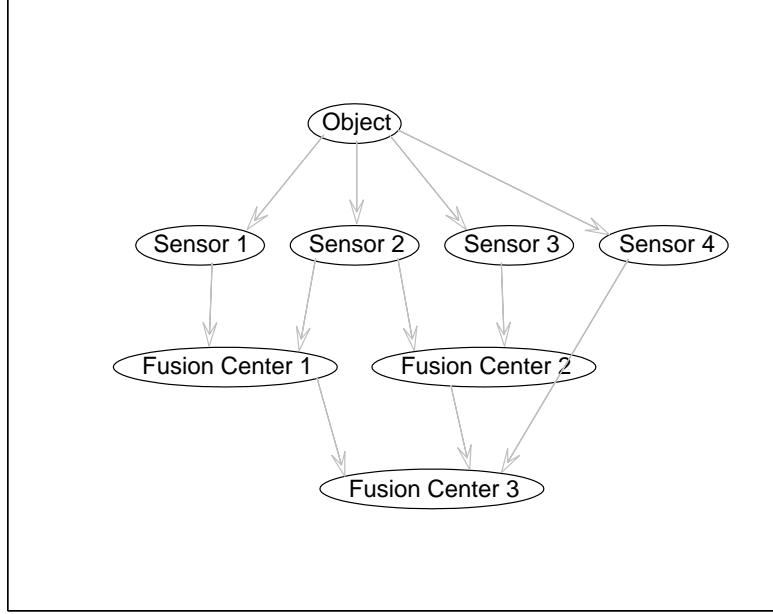 Object
Sensor 1
Sensor 2
Sensor 3
Sensor 4
Fusion Center 1
Fusion Center 2
Fusion Center 3